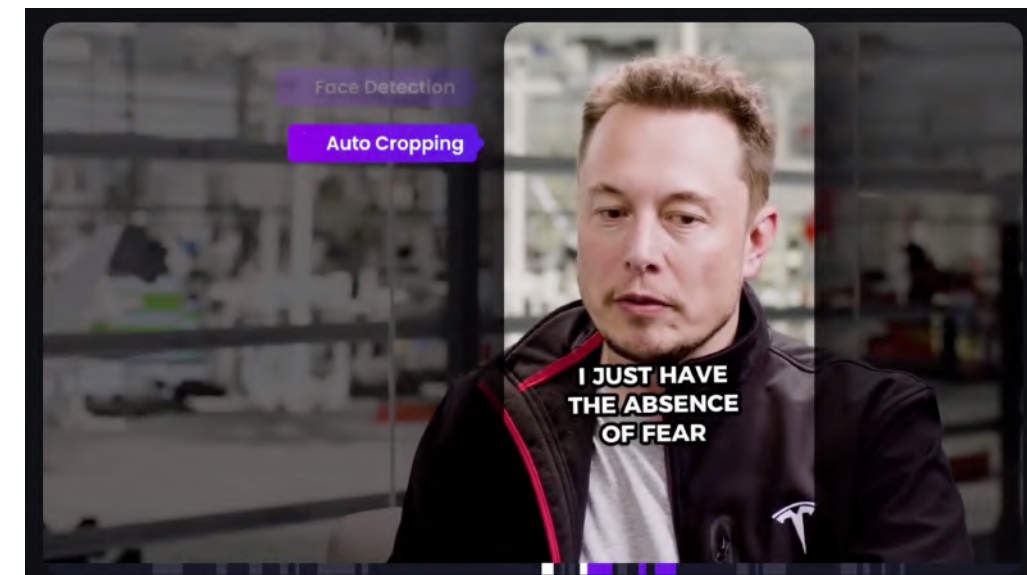 Face Detection
Auto Cropping
I JUST HAVE
THE ABSENCE
OF FEAR